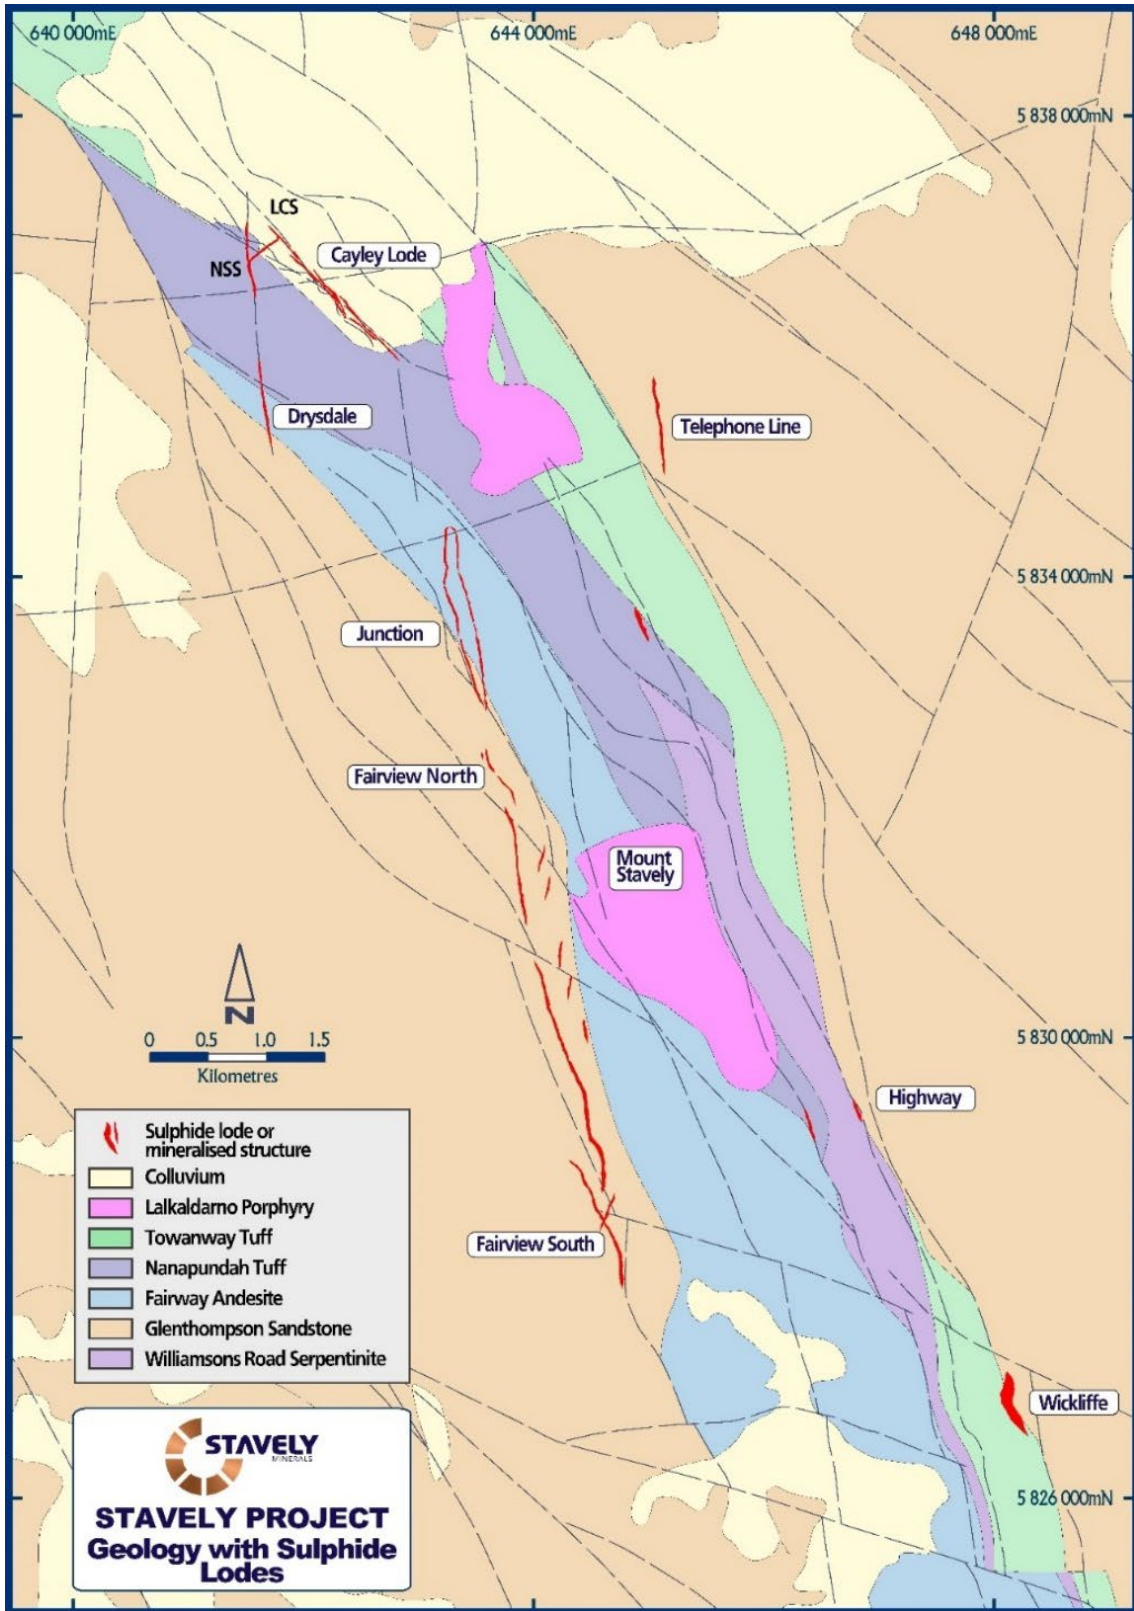 640 000mE
644 000mE
648 000mE
5 838 000mN
LCS
Cayley Lode
NSS
Drysdale
Telephone Line
5 834 000mN
Junction
Fairview North
Mount
Stavely
N
0 0.5 1.0 1.5
Kilometres
5 830 000mN
Highway
Sulphide lode or
mineralised structure
Colluvium
Lalkaldarno Porphyry
Towanway Tuff
Nanapundah Tuff
Fairway Andesite
Glenthompson Sandstone
Williamsons Road Serpentinite
Fairview South
Wickliffe
5 826 000mN
STAVELY
MINERALS
STAVELY PROJECT
Geology with Sulphide
Lodes